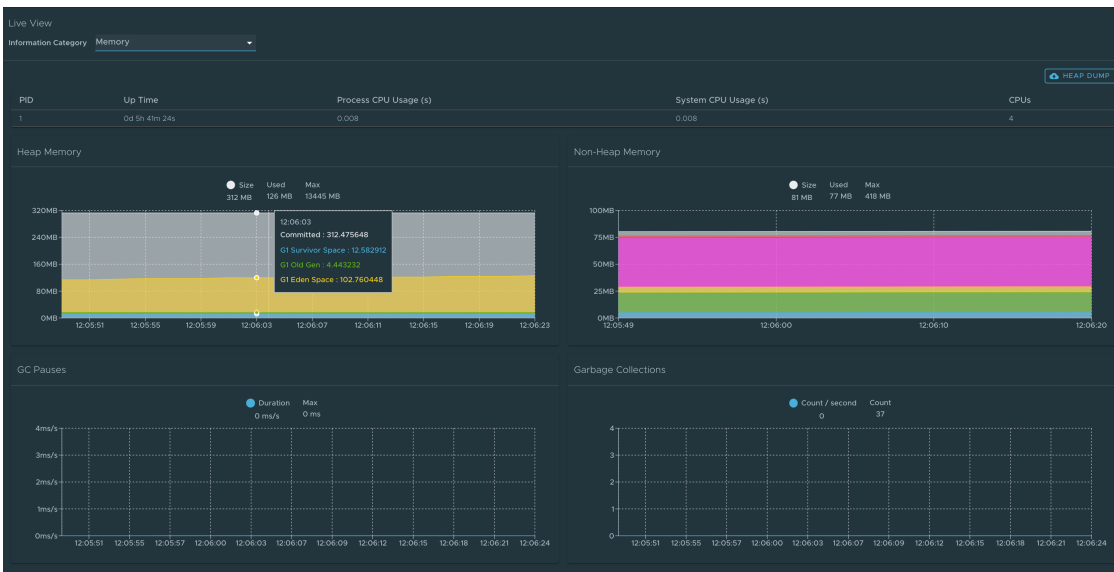 Live View
Information Category Memory
HEAP DUMP
PID Up Time Process CPU Usage (s) System CPU Usage (s) CPUs
1 0d 5h 41m 24s 0.008 0.008 4
Heap Memory
Size Used Max
312 MB 126 MB 13445 MB
320MB
240MB
160MB
80MB
0MB
12:06:03
Committed : 312.475648
G1 Survivor Space : 12.582912
G1 Old Gen : 4.443232
G1 Eden Space : 102.760448
12:05:51 12:05:55 12:05:59 12:06:03 12:06:07 12:06:11 12:06:15 12:06:19 12:06:23
Non-Heap Memory
Size Used Max
81 MB 77 MB 418 MB
100MB
75MB
50MB
25MB
0MB
12:05:49 12:06:00 12:06:10 12:06:20
GC Pauses
Duration Max
0 ms/s 0 ms
4ms/s
3ms/s
2ms/s
1ms/s
0ms/s
12:05:51 12:05:55 12:05:57 12:06:00 12:06:03 12:06:07 12:06:09 12:06:12 12:06:15 12:06:18 12:06:21 12:06:24
Garbage Collections
Count / second Count
0 37
4
3
2
1
0
12:05:51 12:05:55 12:05:57 12:06:00 12:06:03 12:06:07 12:06:09 12:06:12 12:06:15 12:06:18 12:06:21 12:06:24